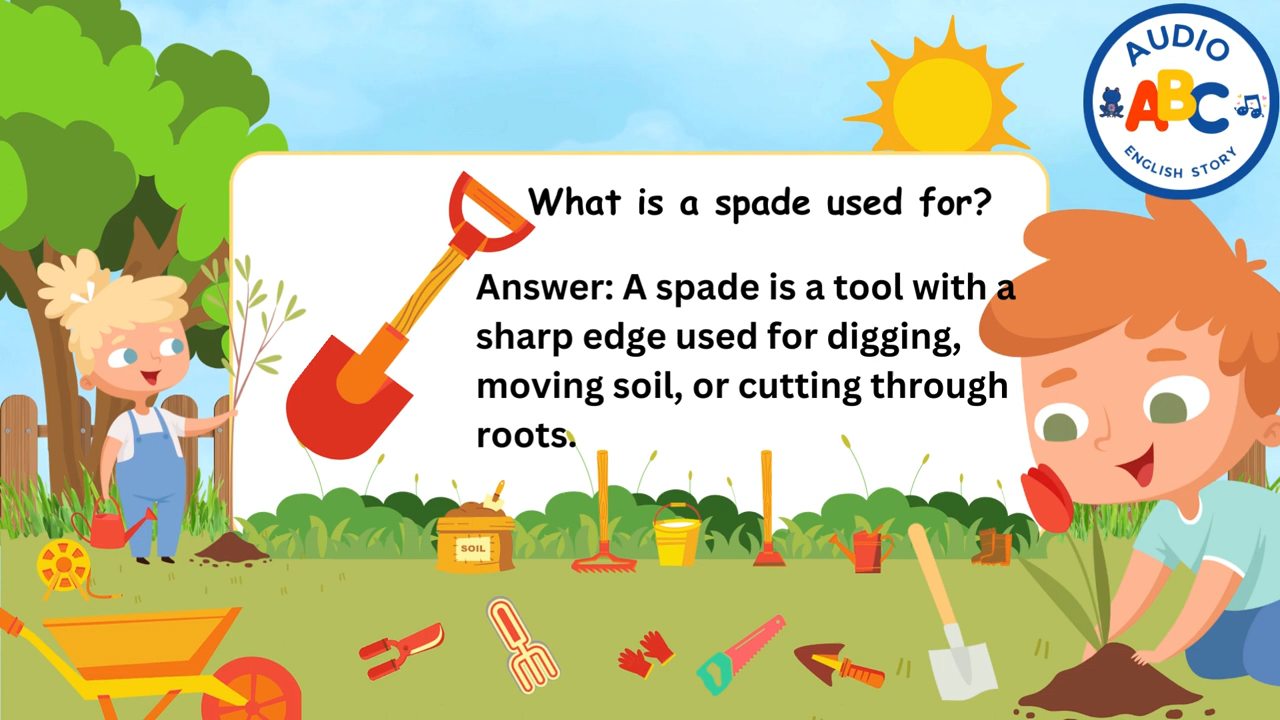 AUDIO
ABC
ENGLISH STORY
What is a spade used for?
Answer: A spade is a tool with a
sharp edge used for digging,
moving soil, or cutting through
roots.
SOIL